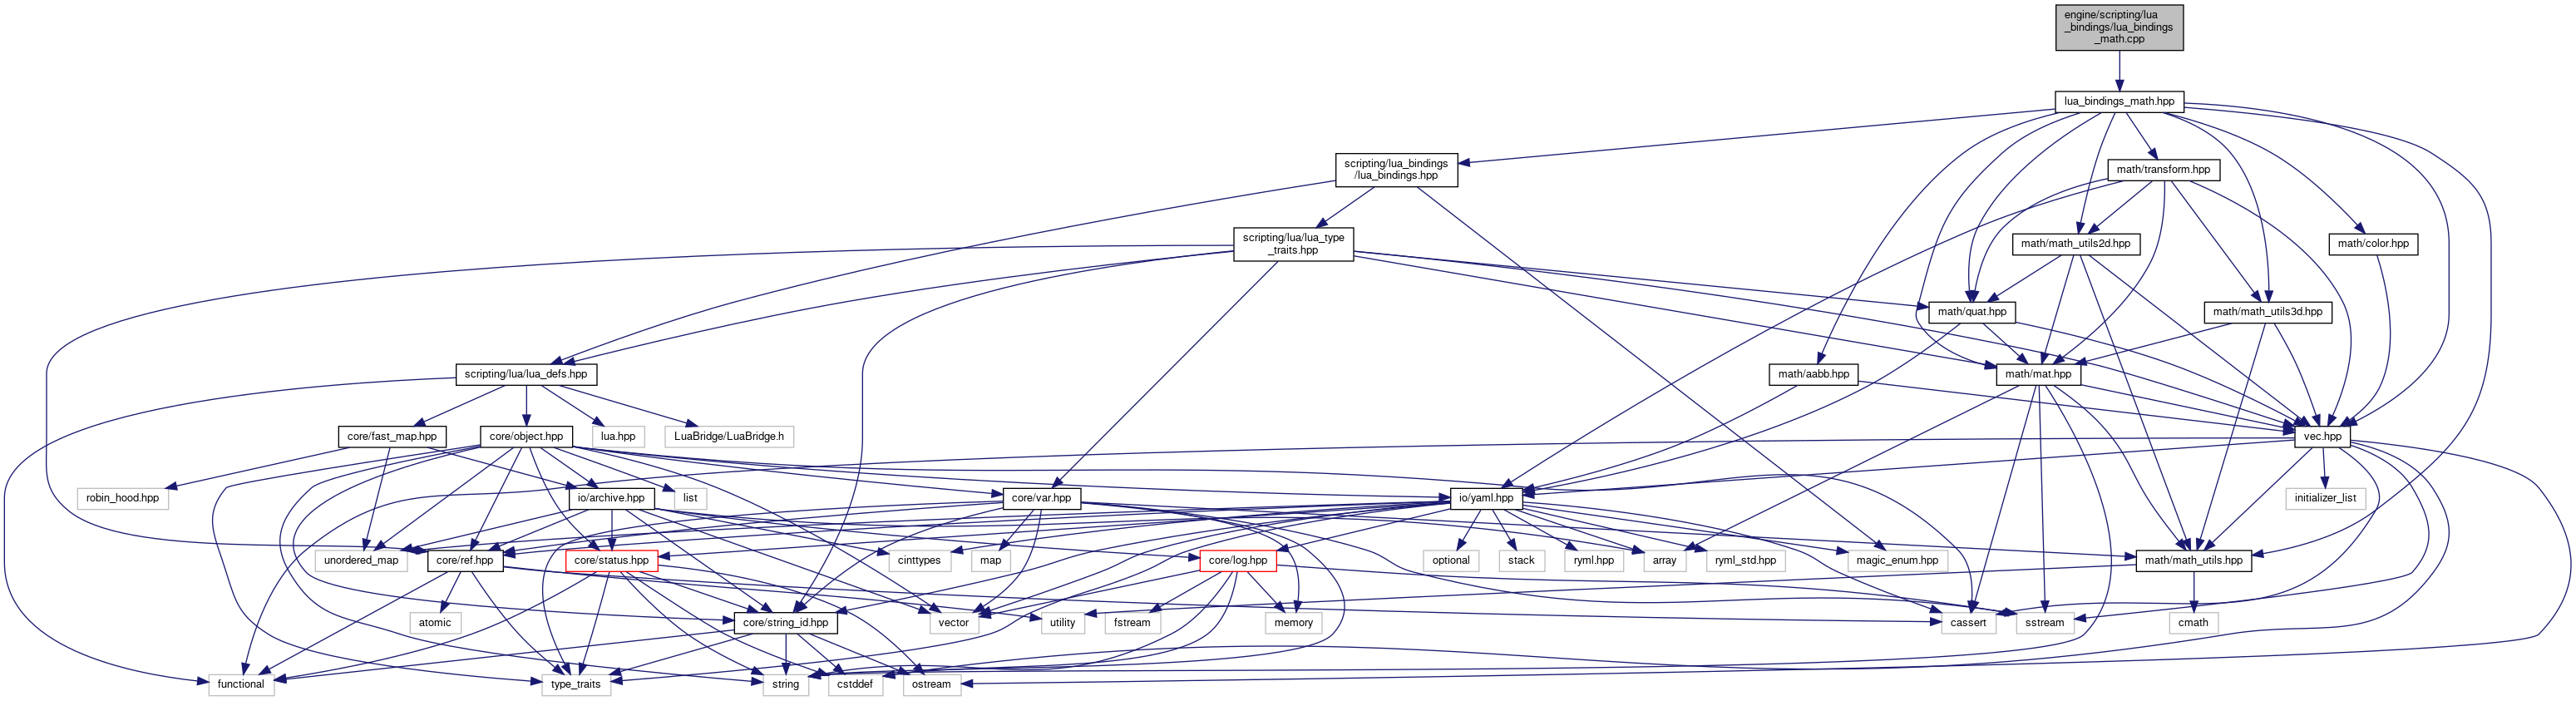 engine/scripting/lua
_bindings/lua_bindings
_math.cpp
lua_bindings_math.hpp
scripting/lua_bindings
/lua_bindings.hpp
math/transform.hpp
scripting/lua/lua_type
_traits.hpp
math/math_utils2d.hpp
math/color.hpp
math/quat.hpp
math/math_utils3d.hpp
scripting/lua/lua_defs.hpp
math/aabb.hpp
math/mat.hpp
core/fast_map.hpp
core/object.hpp
lua.hpp
LuaBridge/LuaBridge.h
vec.hpp
robin_hood.hpp
io/archive.hpp
list
core/var.hpp
io/yaml.hpp
initializer_list
unordered_map
core/ref.hpp
core/status.hpp
cinttypes
map
core/log.hpp
optional
stack
ryml.hpp
array
ryml_std.hpp
magic_enum.hpp
math/math_utils.hpp
atomic
core/string_id.hpp
vector
utility
fstream
memory
cassert
sstream
cmath
functional
type_traits
string
cstddef
ostream